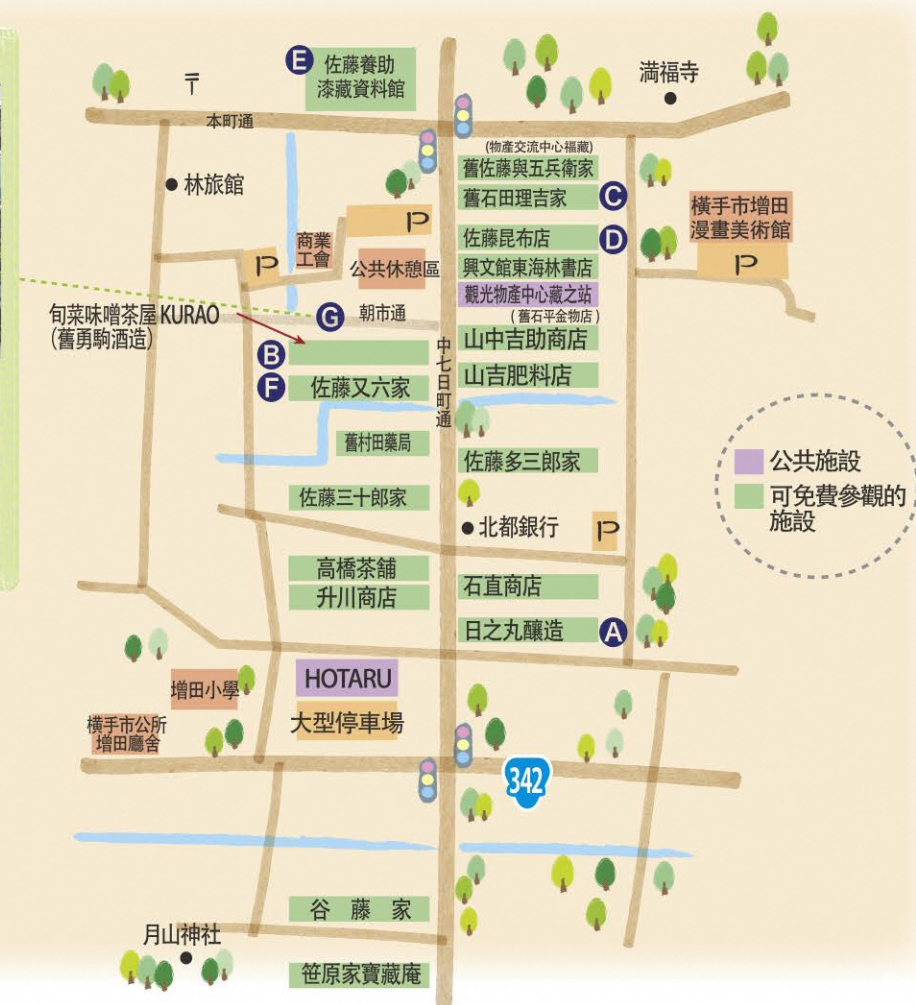 E
佐藤養助
漆藏資料館
〒
満福寺
本町通
(物產交流中心福藏)
舊佐藤與五兵衛家
林旅館
舊石田理吉家
C
P
橫手市增田
漫畫美術館
P
商業
工會
佐藤昆布店
D
P
公共休憩區
興文館東海林書店
觀光物產中心藏之站
(舊石平金物店)
旬菜味噌茶屋 KURAO
(舊勇駒酒造)
G
朝市通
山中吉助商店
B
中七日町通
山吉肥料店
F
佐藤又六家
舊村田藥局
佐藤多三郎家
公共施設
可免費參觀的
施設
佐藤三十郎家
北都銀行
P
高橋茶舖
升川商店
石直商店
日之丸釀造
A
HOTARU
增田小學
大型停車場
橫手市公所
增田廳舍
342
谷藤家
月山神社
笹原家寶藏庵